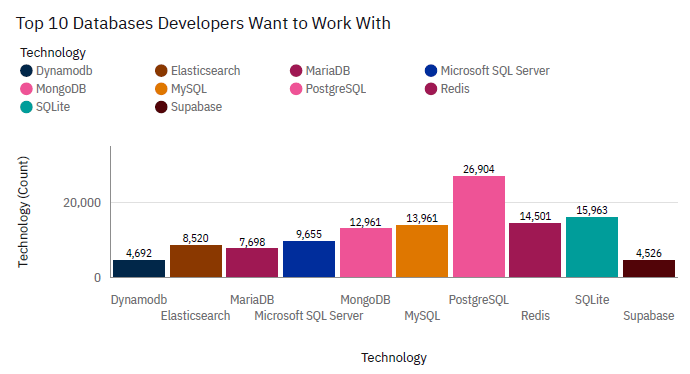 Top 10 Databases Developers Want to Work With
Technology
Dynamodb Elasticsearch MariaDB Microsoft SQL Server
MongoDB MySQL PostgreSQL Redis
SQLite Supabase
Technology (Count)
20,000
0
4,692 8,520 7,698 9,655 12,961 13,961 26,904 14,501 15,963 4,526
Dynamodb MariaDB MongoDB PostgreSQL SQLite
Elasticsearch Microsoft SQL Server MySQL Redis Supabase
Technology